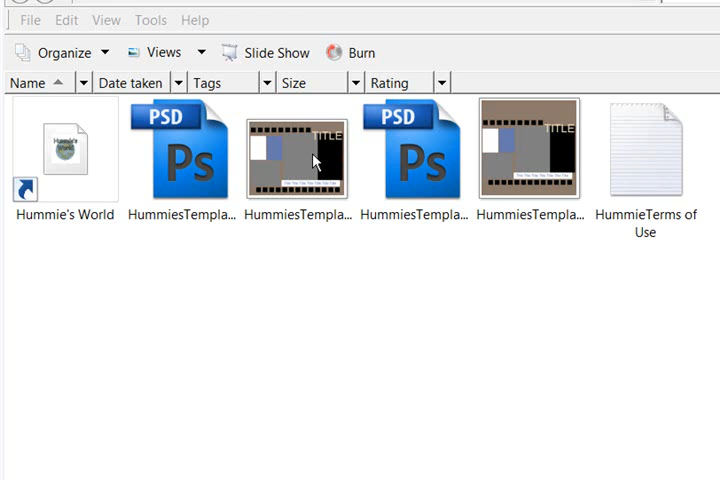 File Edit View Tools Help
Organize Views Slide Show Burn
Name Date taken Tags Size Rating
Hummie's World
PSD
Ps
TITLE
PSD
Ps
TITLE
Hummie's World HummiesTempla... HummiesTempla... HummiesTempla... HummiesTempla... HummieTerms of
Use